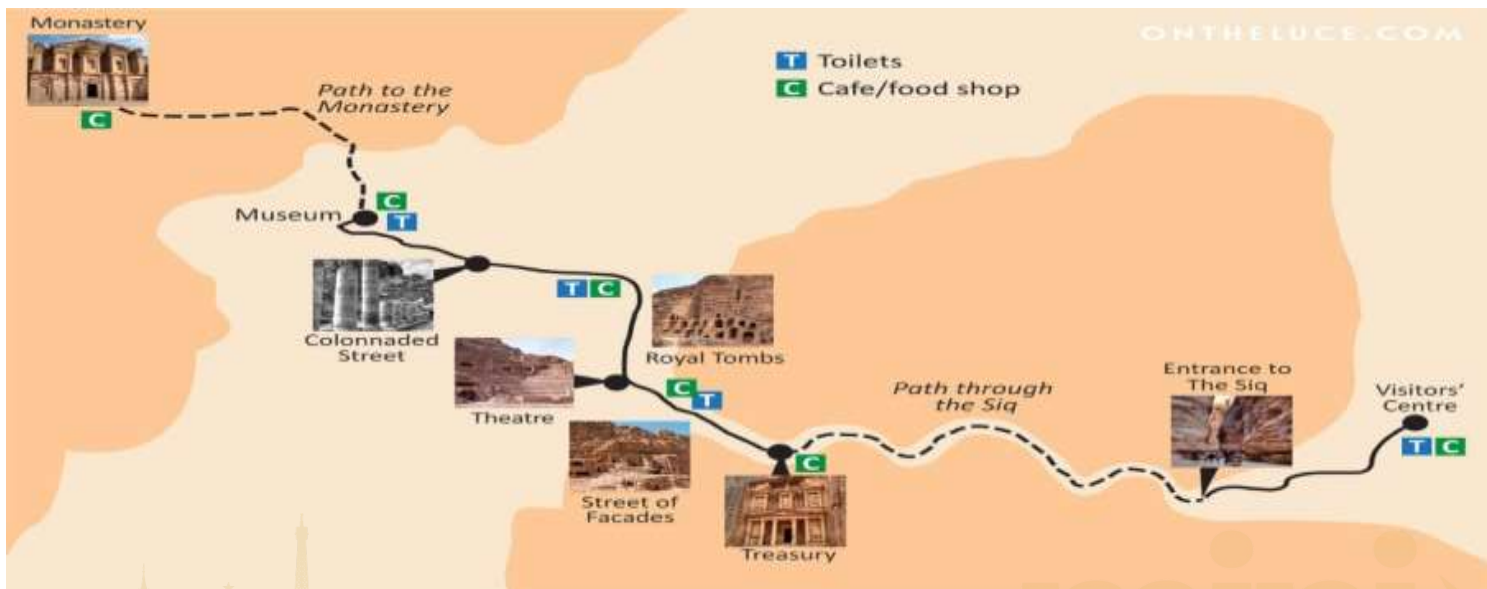 Monastery
ONTHELUCE.COM
T Toilets
C Cafe/food shop
Path to the
Monastery
C
C
Museum
T
T C
Colonnaded
Street
Royal Tombs
Theatre
C
T
Path through
the Siq
Entrance to
The Siq
Visitors'
Centre
T C
C
Street of
Facades
Treasury